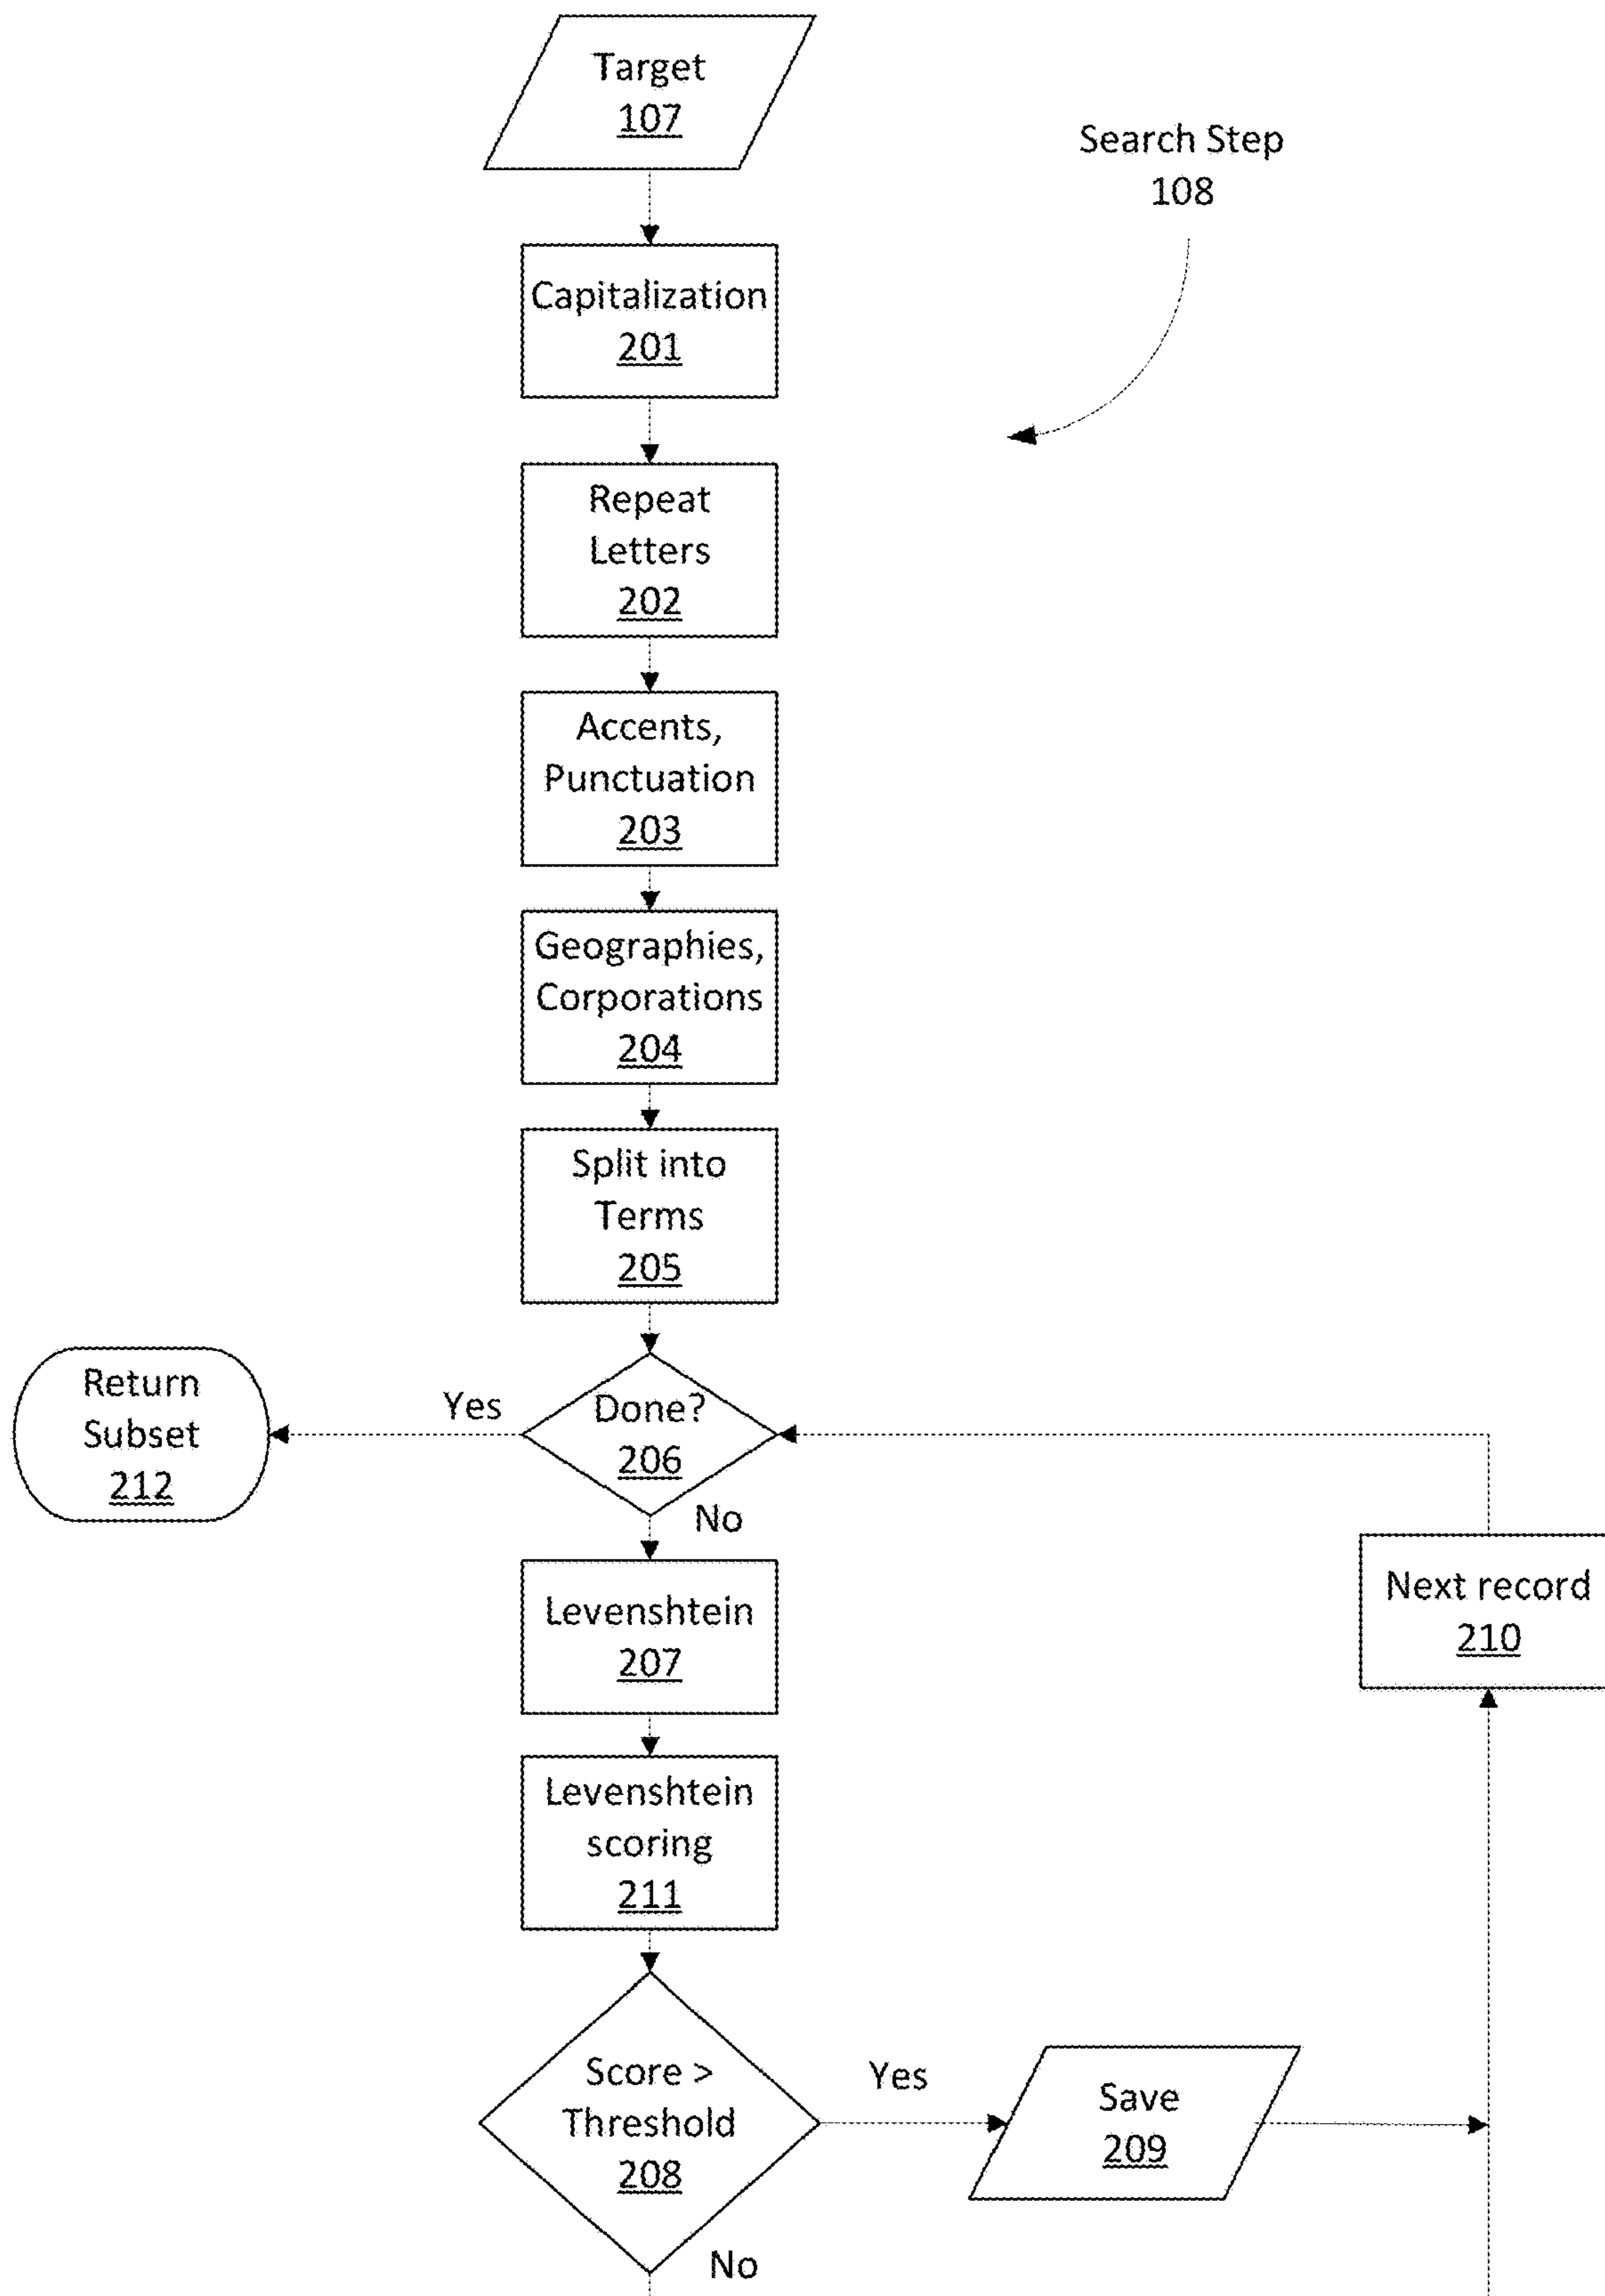 Target
107
Search Step
108
Capitalization
201
Repeat
Letters
202
Accents,
Punctuation
203
Geographies,
Corporations
204
Split into
Terms
205
Return
Subset
212
Yes
Done?
206
No
Levenshtein
207
Next record
210
Levenshtein
scoring
211
Score >
Threshold
208
Yes
Save
209
No